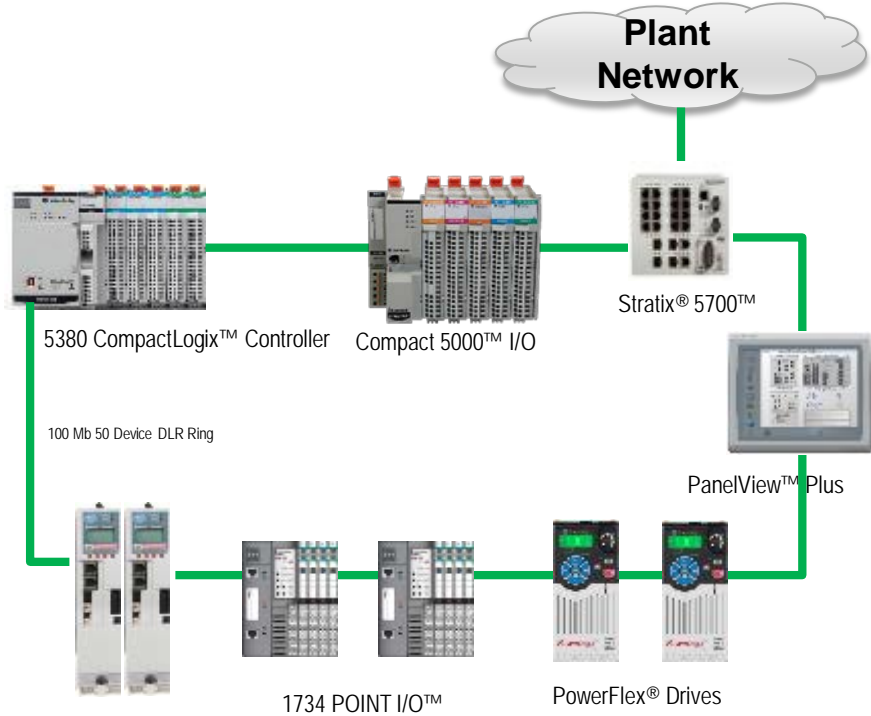 Plant
Network
5380 CompactLogix™ Controller
Compact 5000™ I/O
Stratix® 5700™
100 Mb 50 Device DLR Ring
PanelView™ Plus
1734 POINT I/O™
PowerFlex® Drives